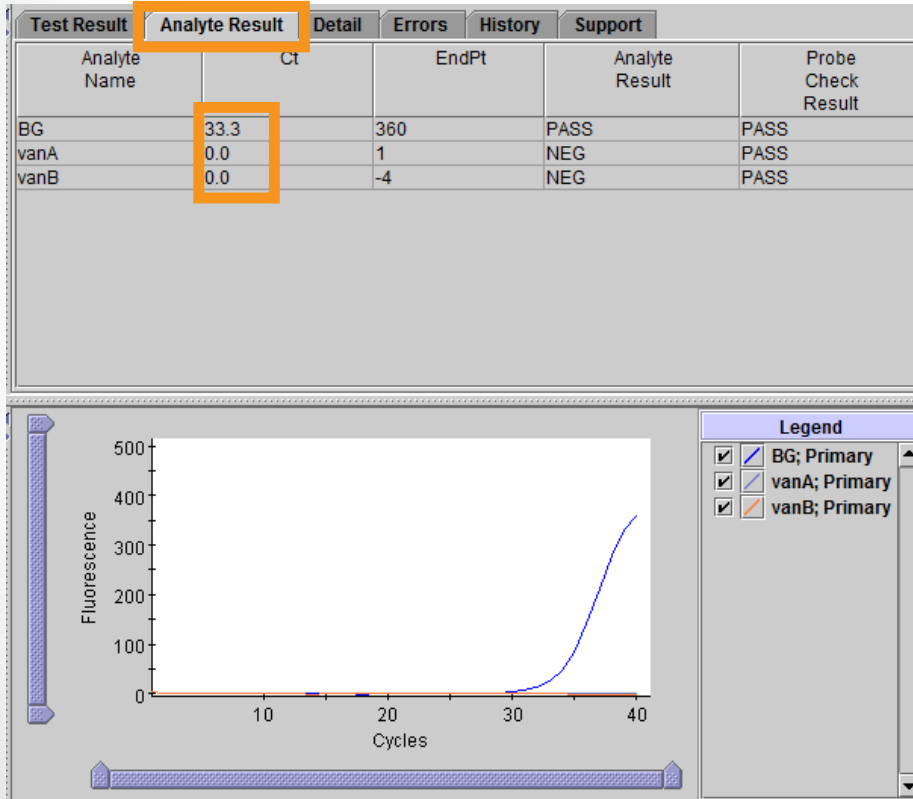 Test Result Analyte Result Detail Errors History Support
Analyte Name Ct EndPt Analyte Result Probe Check Result
BG 33.3 360 PASS PASS
vanA 0.0 1 NEG PASS
vanB 0.0 -4 NEG PASS
Legend
BG; Primary
vanA; Primary
vanB; Primary
500
400
300
200
100
0
Fluorescence
10 20 30 40
Cycles